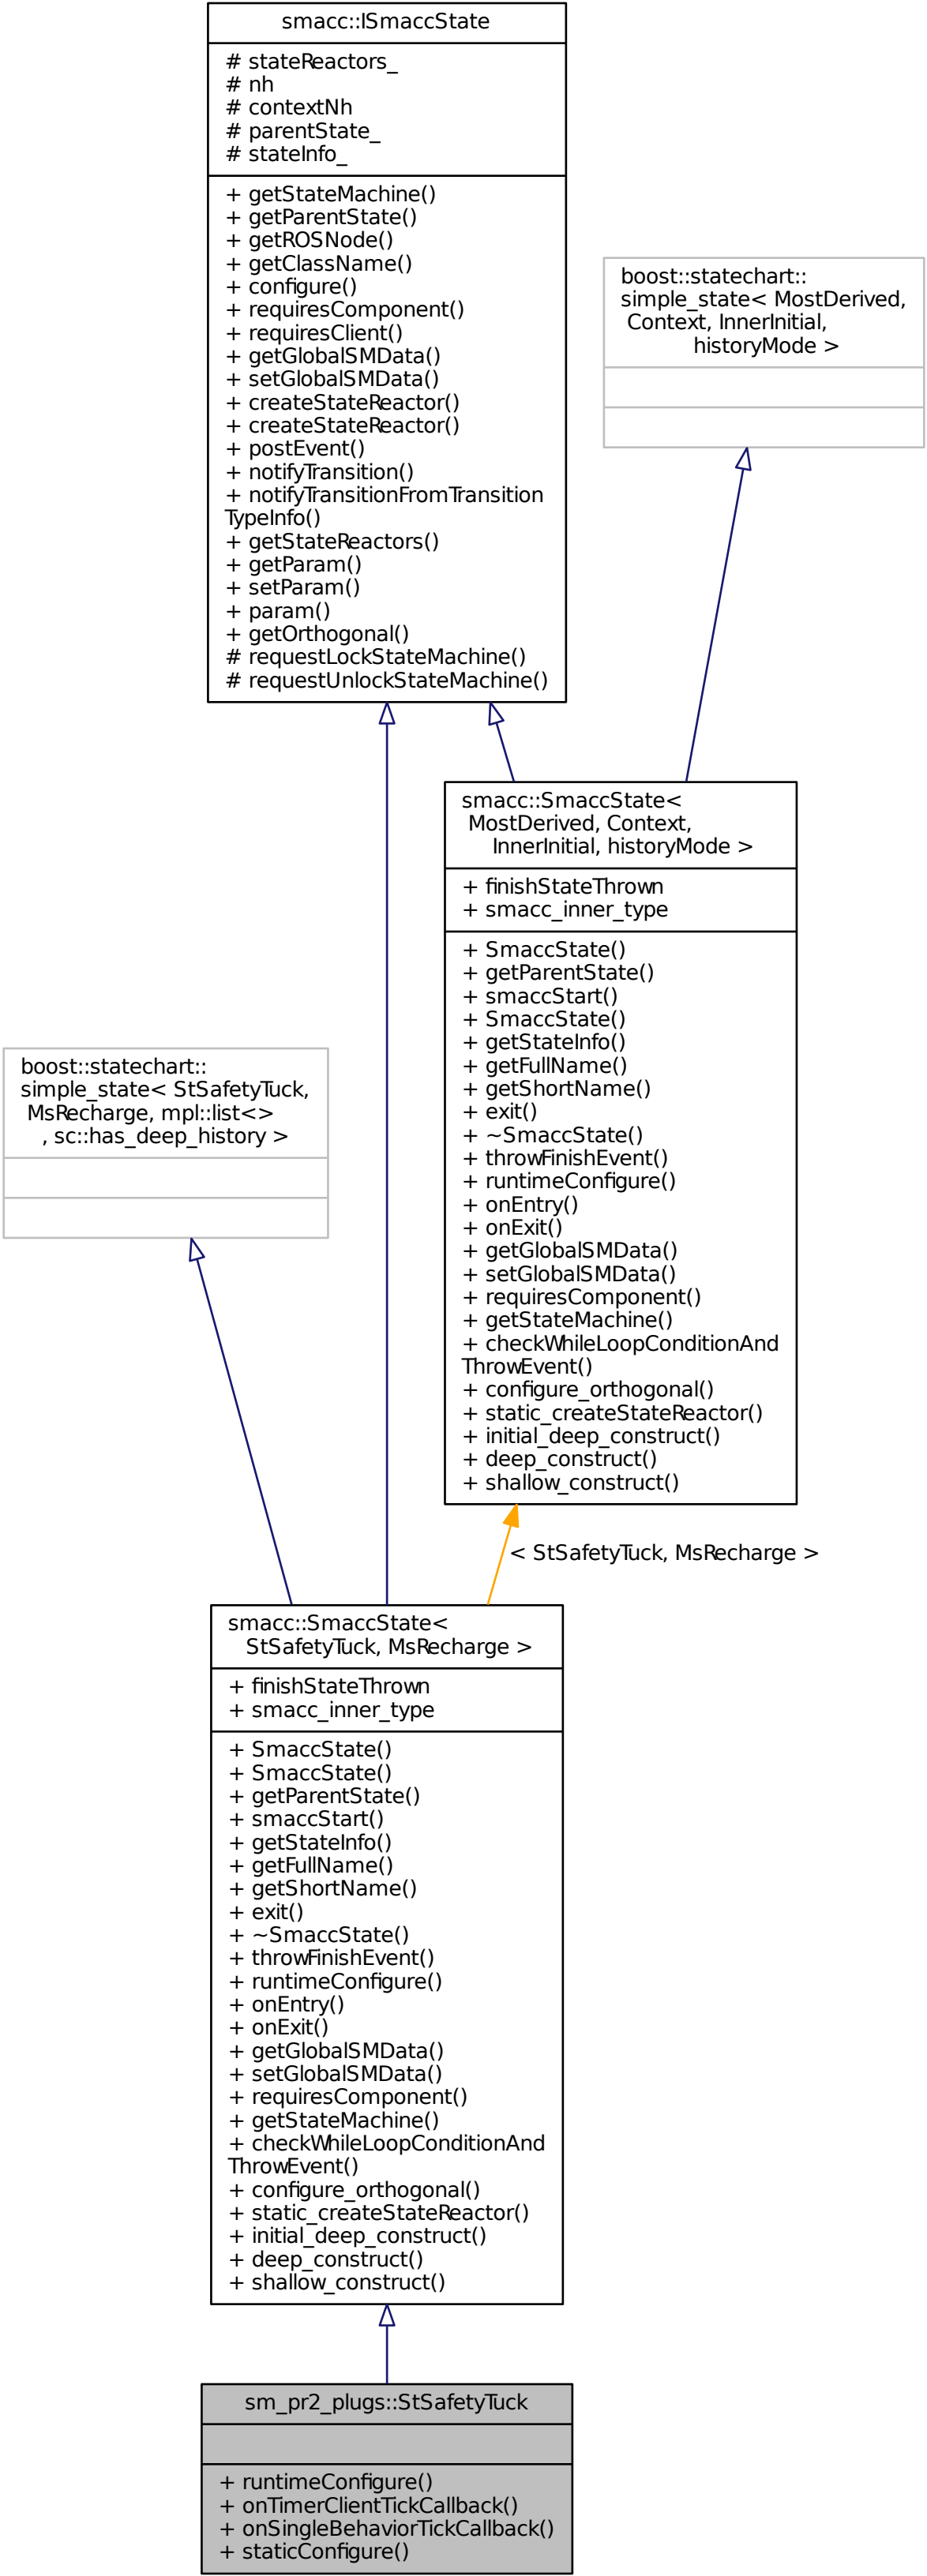 smacc::ISmaccState
# stateReactors_
# nh
# contextNh
# parentState_
# stateInfo_
+ getStateMachine()
+ getParentState()
+ getROSNode()
+ getClassName()
+ configure()
+ requiresComponent()
+ requiresClient()
+ getGlobalSMData()
+ setGlobalSMData()
+ createStateReactor()
+ createStateReactor()
+ postEvent()
+ notifyTransition()
+ notifyTransitionFromTransition
TypeInfo()
+ getStateReactors()
+ getParam()
+ setParam()
+ param()
+ getOrthogonal()
# requestLockStateMachine()
# requestUnlockStateMachine()
boost::statechart::
simple_state< MostDerived,
Context, InnerInitial,
historyMode >
smacc::SmaccState<
MostDerived, Context,
InnerInitial, historyMode >
+ finishStateThrown
+ smacc_inner_type
+ SmaccState()
+ getParentState()
+ smaccStart()
+ SmaccState()
+ getStateInfo()
+ getFullName()
+ getShortName()
+ exit()
+ ~SmaccState()
+ throwFinishEvent()
+ runtimeConfigure()
+ onEntry()
+ onExit()
+ getGlobalSMData()
+ setGlobalSMData()
+ requiresComponent()
+ getStateMachine()
+ checkWhileLoopConditionAnd
ThrowEvent()
+ configure_orthogonal()
+ static_createStateReactor()
+ initial_deep_construct()
+ deep_construct()
+ shallow_construct()
boost::statechart::
simple_state< StSafetyTuck,
MsRecharge, mpl::list<>
, sc::has_deep_history >
< StSafetyTuck, MsRecharge >
smacc::SmaccState<
StSafetyTuck, MsRecharge >
+ finishStateThrown
+ smacc_inner_type
+ SmaccState()
+ SmaccState()
+ getParentState()
+ smaccStart()
+ getStateInfo()
+ getFullName()
+ getShortName()
+ exit()
+ ~SmaccState()
+ throwFinishEvent()
+ runtimeConfigure()
+ onEntry()
+ onExit()
+ getGlobalSMData()
+ setGlobalSMData()
+ requiresComponent()
+ getStateMachine()
+ checkWhileLoopConditionAnd
ThrowEvent()
+ configure_orthogonal()
+ static_createStateReactor()
+ initial_deep_construct()
+ deep_construct()
+ shallow_construct()
sm_pr2_plugs::StSafetyTuck
+ runtimeConfigure()
+ onTimerClientTickCallback()
+ onSingleBehaviorTickCallback()
+ staticConfigure()